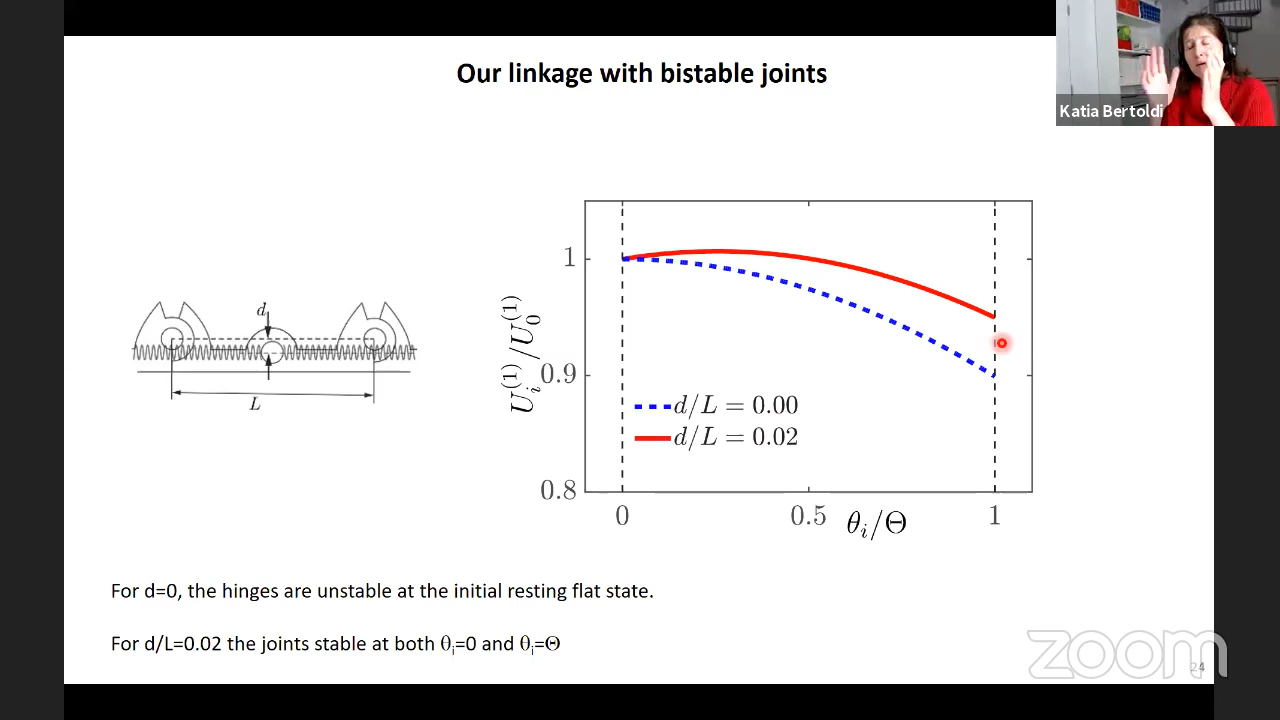 Our linkage with bistable joints
Katia Bertoldi
d
L
U_i^(1)/U_0^(1)
1
0.9
0.8
d/L = 0.00
d/L = 0.02
0
0.5
1
θ_i/Θ
For d=0, the hinges are unstable at the initial resting flat state.
For d/L=0.02 the joints stable at both θ_i=0 and θ_i=Θ
zoom
24